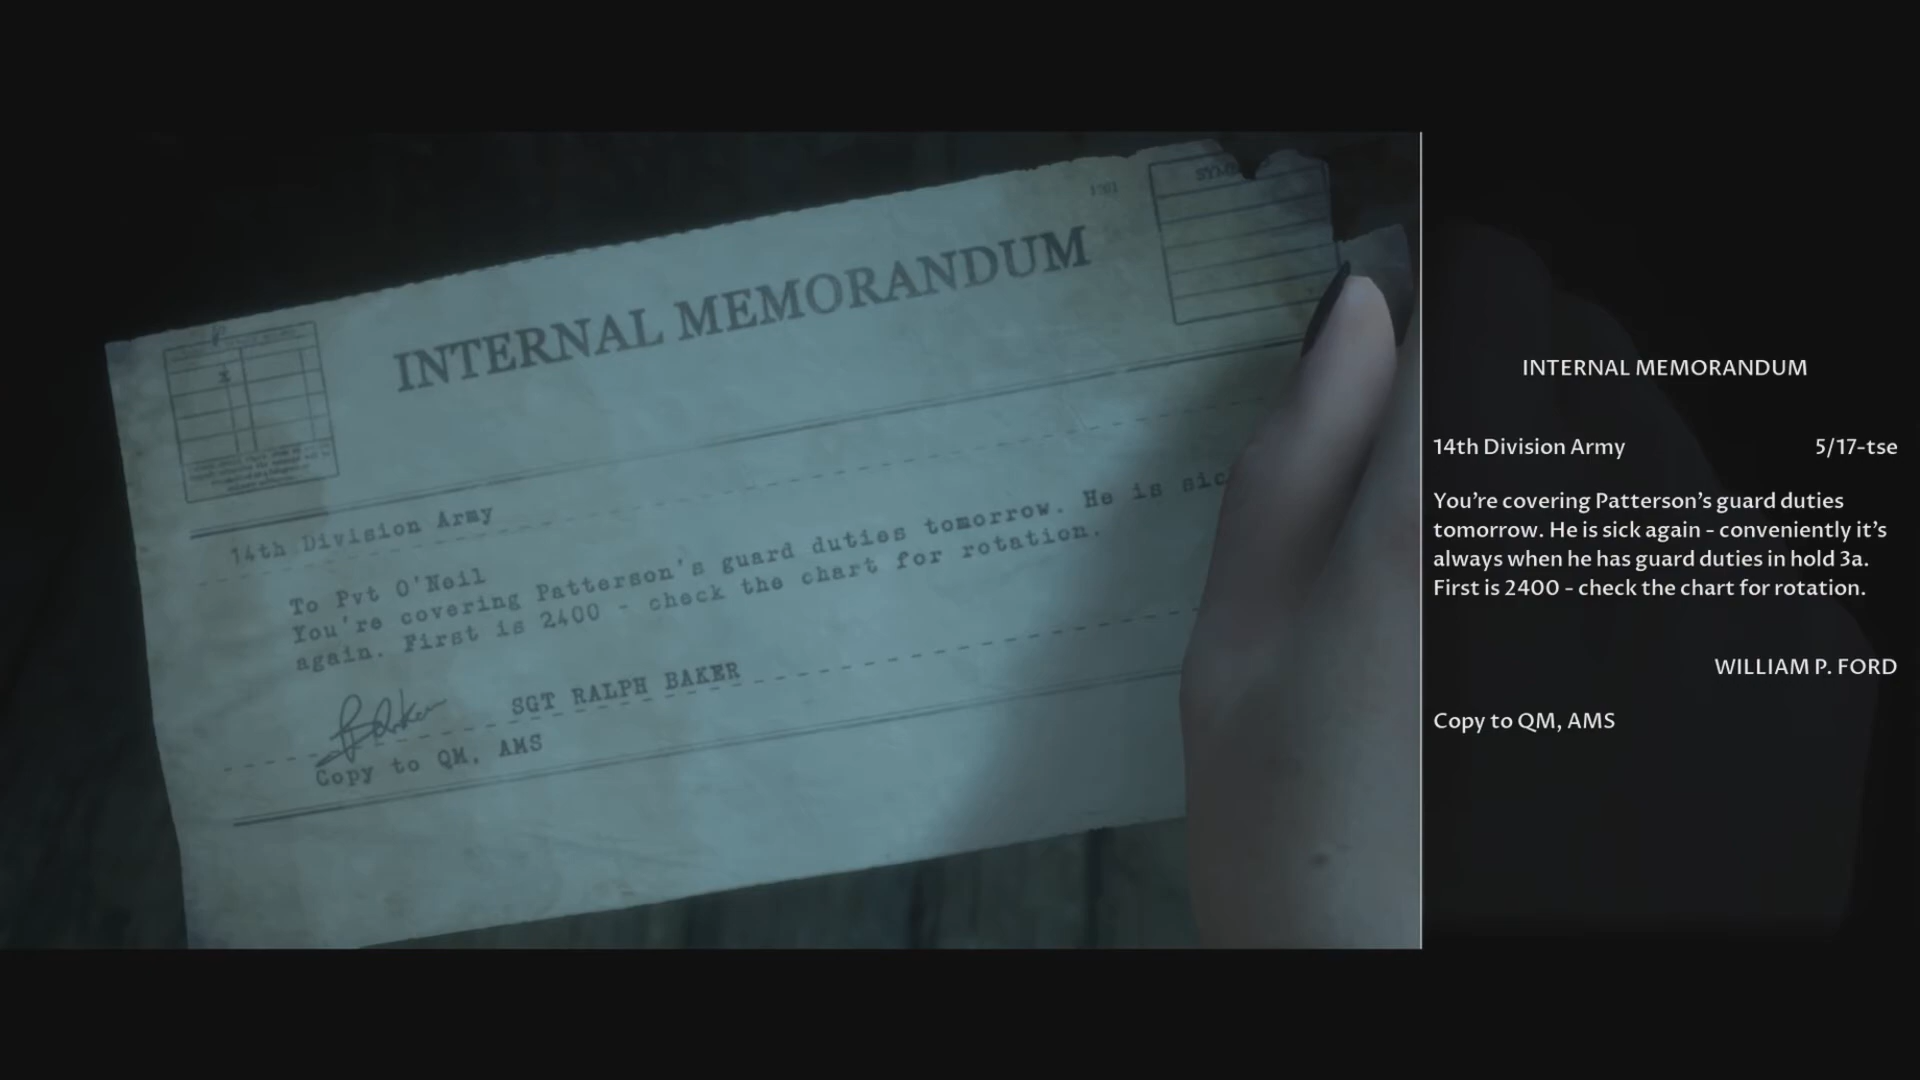 INTERNAL MEMORANDUM
14th Division Army
To Pvt O'Neil
You're covering Patterson's guard duties tomorrow. He is
again. First is 2400 - check the chart for rotation.
SGT RALPH BAKER
Copy to QM, AMS
INTERNAL MEMORANDUM
14th Division Army 5/17-tse
You're covering Patterson's guard duties
tomorrow. He is sick again - conveniently it's
always when he has guard duties in hold 3a.
First is 2400 - check the chart for rotation.
WILLIAM P. FORD
Copy to QM, AMS